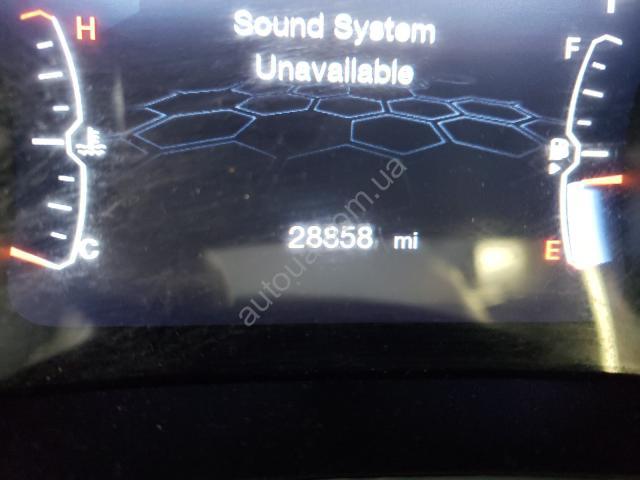 Sound System
Unavailable
H
F
C
28858 mi
E
autoua.com.ua